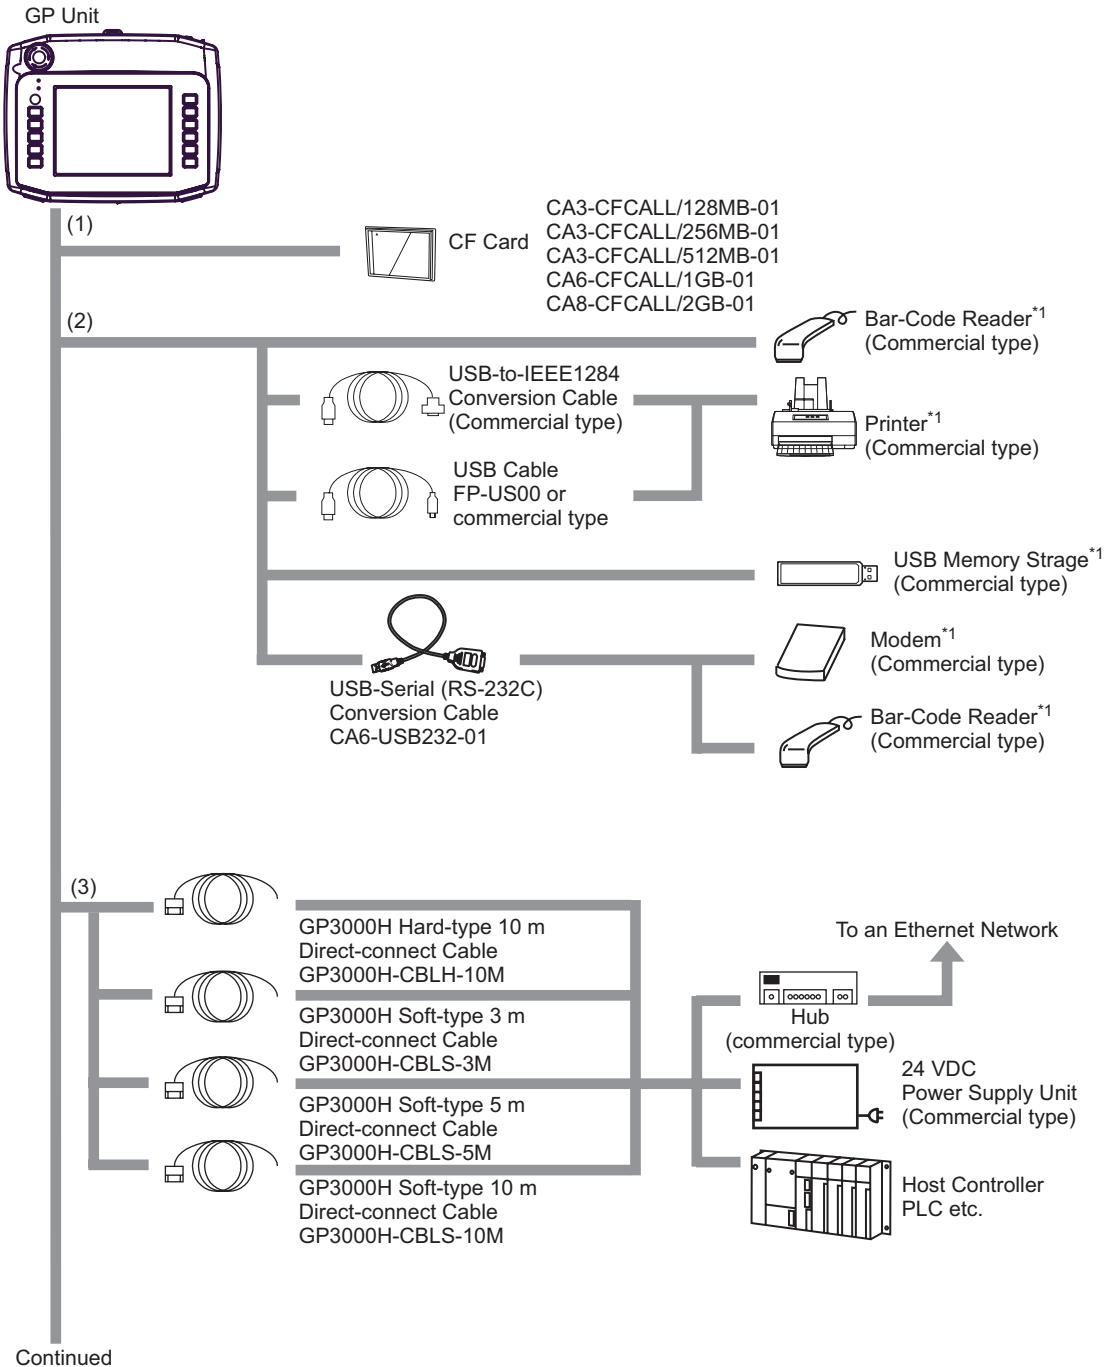 GP Unit
(1)
CF Card
CA3-CFCALL/128MB-01
CA3-CFCALL/256MB-01
CA3-CFCALL/512MB-01
CA6-CFCALL/1GB-01
CA8-CFCALL/2GB-01
(2)
Bar-Code Reader*1
(Commercial type)
USB-to-IEEE1284
Conversion Cable
(Commercial type)
Printer*1
(Commercial type)
USB Cable
FP-US00 or
commercial type
USB Memory Strage*1
(Commercial type)
USB-Serial (RS-232C)
Conversion Cable
CA6-USB232-01
Modem*1
(Commercial type)
Bar-Code Reader*1
(Commercial type)
(3)
GP3000H Hard-type 10 m
Direct-connect Cable
GP3000H-CBLH-10M
GP3000H Soft-type 3 m
Direct-connect Cable
GP3000H-CBLS-3M
GP3000H Soft-type 5 m
Direct-connect Cable
GP3000H-CBLS-5M
GP3000H Soft-type 10 m
Direct-connect Cable
GP3000H-CBLS-10M
To an Ethernet Network
Hub
(commercial type)
24 VDC
Power Supply Unit
(Commercial type)
Host Controller
PLC etc.
Continued